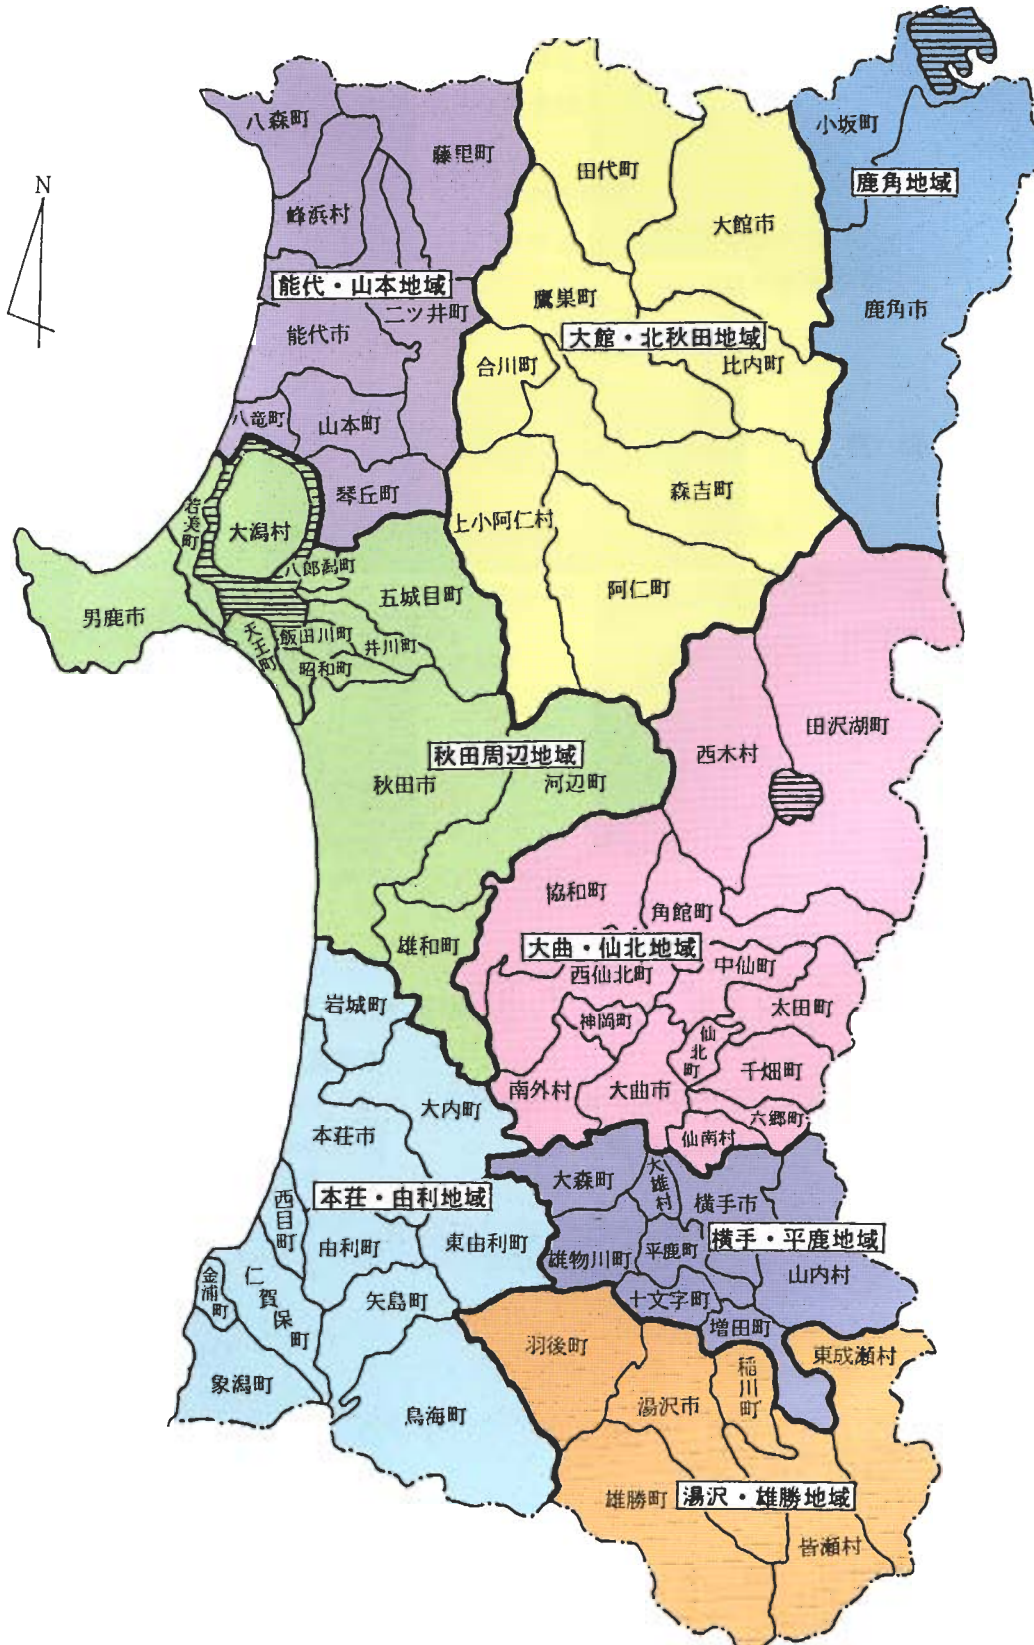 N
八森町
藤里町
峰浜村
能代・山本地域
二ツ井町
能代市
八竜町
山本町
琴丘町
田代町
大館市
鷹巣町
大館・北秋田地域
合川町
比内町
森吉町
上小阿仁村
阿仁町
小坂町
鹿角地域
鹿角市
若美町
大潟村
八郎潟町
五城目町
男鹿市
天王町
飯田川町
井川町
昭和町
秋田周辺地域
秋田市
河辺町
雄和町
田沢湖町
西木村
協和町
角館町
大曲・仙北地域
西仙北町
中仙町
神岡町
太田町
仙北町
千畑町
南外村
大曲市
六郷町
仙南村
岩城町
大内町
本荘市
本荘・由利地域
西目町
由利町
東由利町
金浦町
仁賀保町
矢島町
象潟町
鳥海町
大森町
大雄村
横手市
横手・平鹿地域
雄物川町
平鹿町
山内村
十文字町
増田町
羽後町
東成瀬村
稲川町
湯沢市
雄勝町
湯沢・雄勝地域
皆瀬村